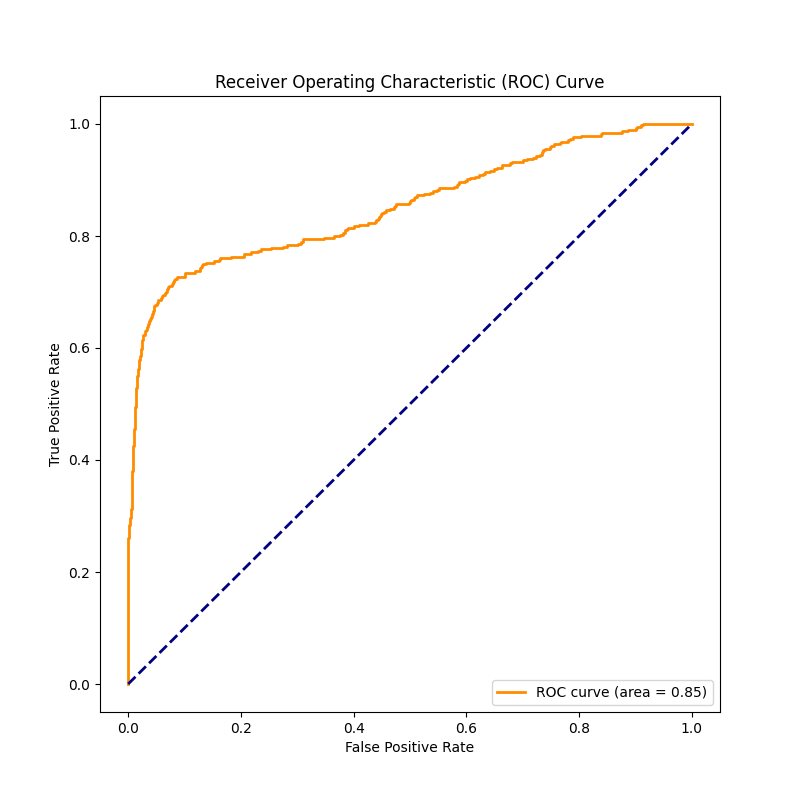 Receiver Operating Characteristic (ROC) Curve
1.0
0.8
0.6
0.4
0.2
0.0
True Positive Rate
ROC curve (area = 0.85)
0.0 0.2 0.4 0.6 0.8 1.0
False Positive Rate